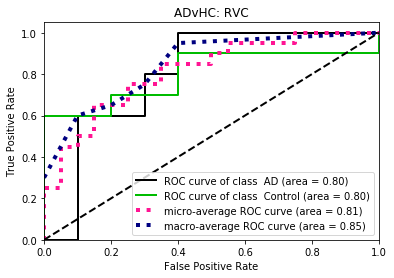 ADvHC: RVC
True Positive Rate
1.0
0.8
0.6
0.4
0.2
0.0
ROC curve of class  AD (area = 0.80)
ROC curve of class  Control (area = 0.80)
micro-average ROC curve (area = 0.81)
macro-average ROC curve (area = 0.85)
0.0 0.2 0.4 0.6 0.8 1.0
False Positive Rate